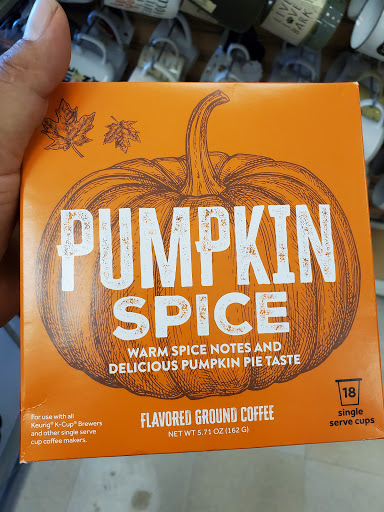 PUMPKIN
SPICE
WARM SPICE NOTES AND
DELICIOUS PUMPKIN PIE TASTE
For use with all
Keurig® K-Cup® Brewers
and other single serve
cup coffee makers.
FLAVORED GROUND COFFEE
NET WT 5.71 OZ (162 G)
18
single
serve cups